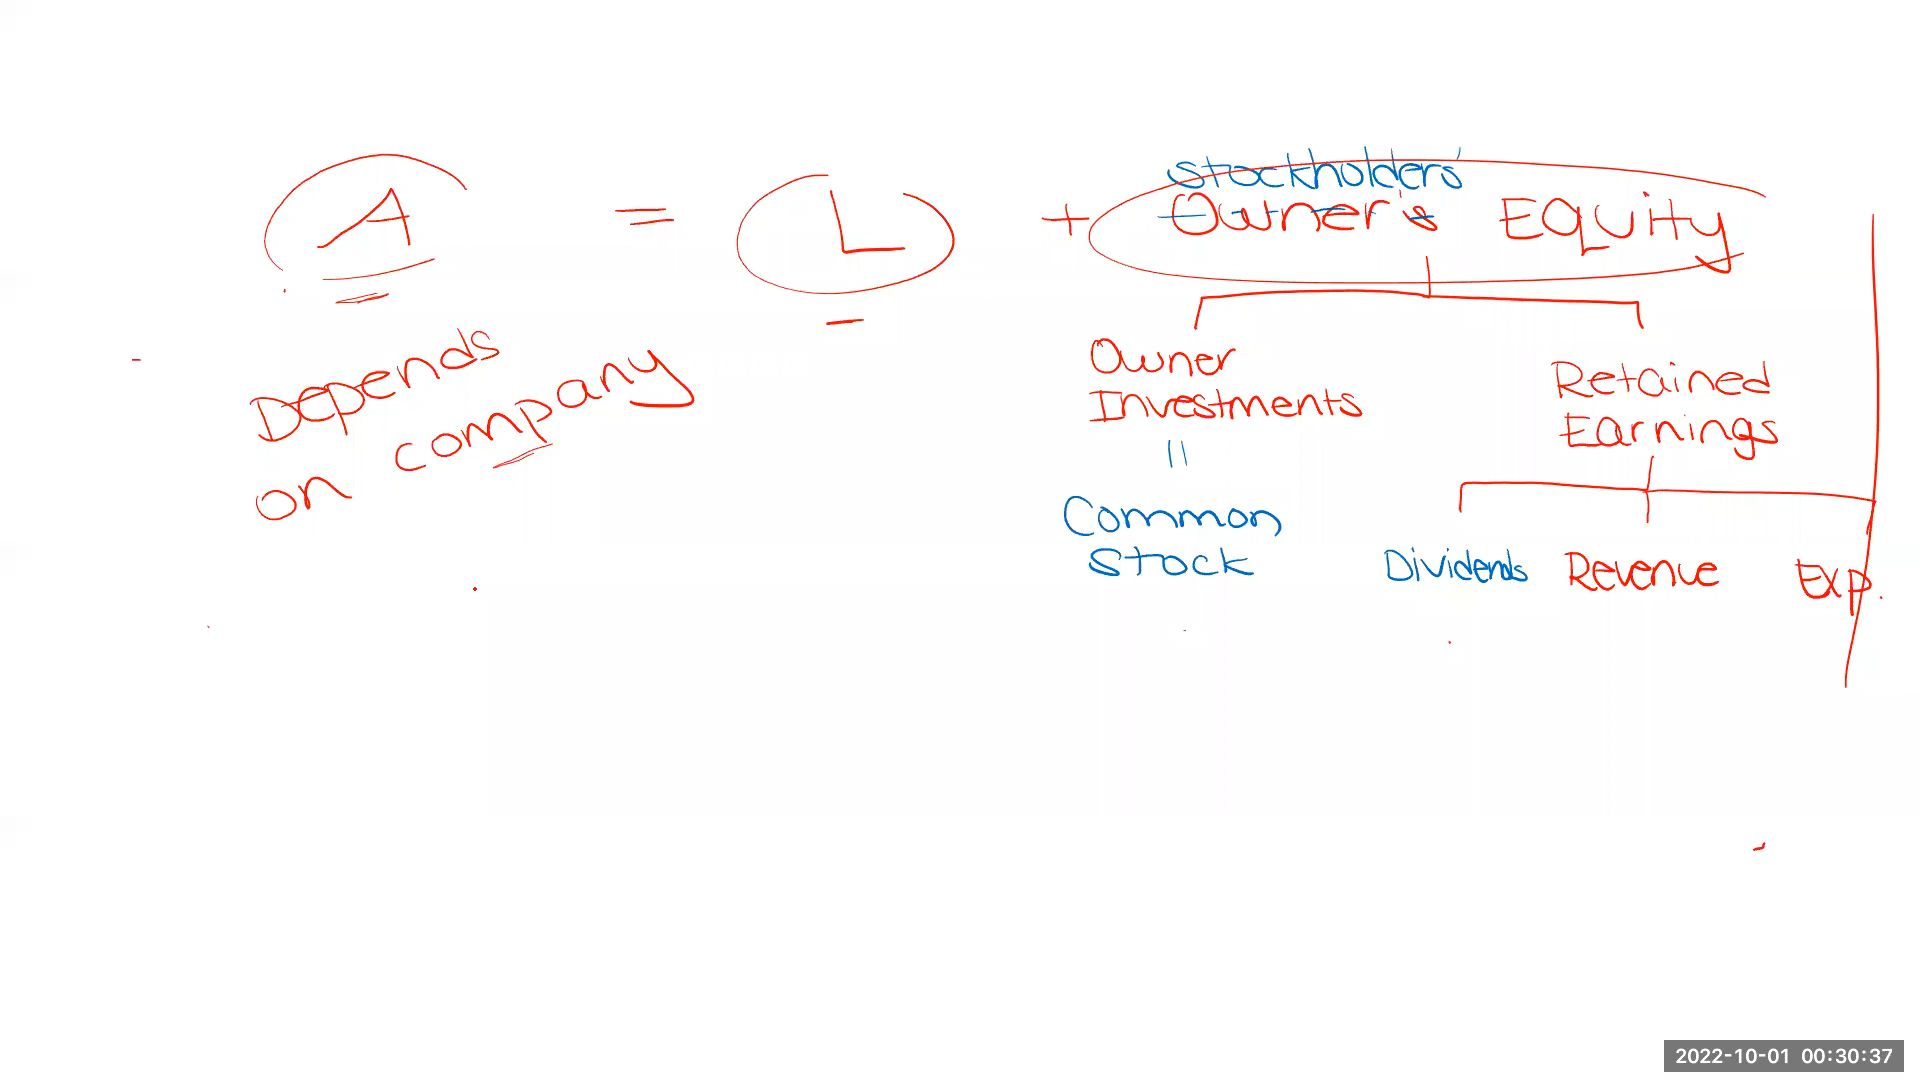 Stockholders'
A = L + Owner's Equity
Owner
Investments
Retained
Earnings
Depends
on company
Common
Stock
Dividends Revenue Exp.
2022-10-01 00:30:37